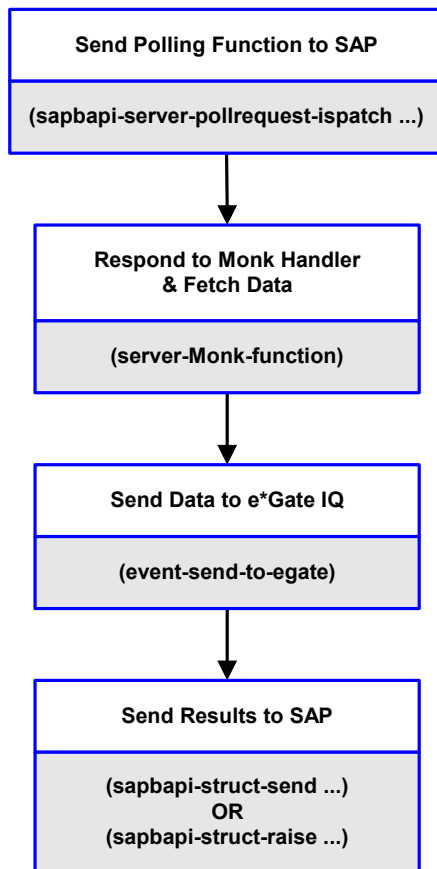 Send Polling Function to SAP
(sapbapi-server-pollrequest-ispatch ...)
Respond to Monk Handler
& Fetch Data
(server-Monk-function)
Send Data to e*Gate IQ
(event-send-to-egate)
Send Results to SAP
(sapbapi-struct-send ...)
OR
(sapbapi-struct-raise ...)